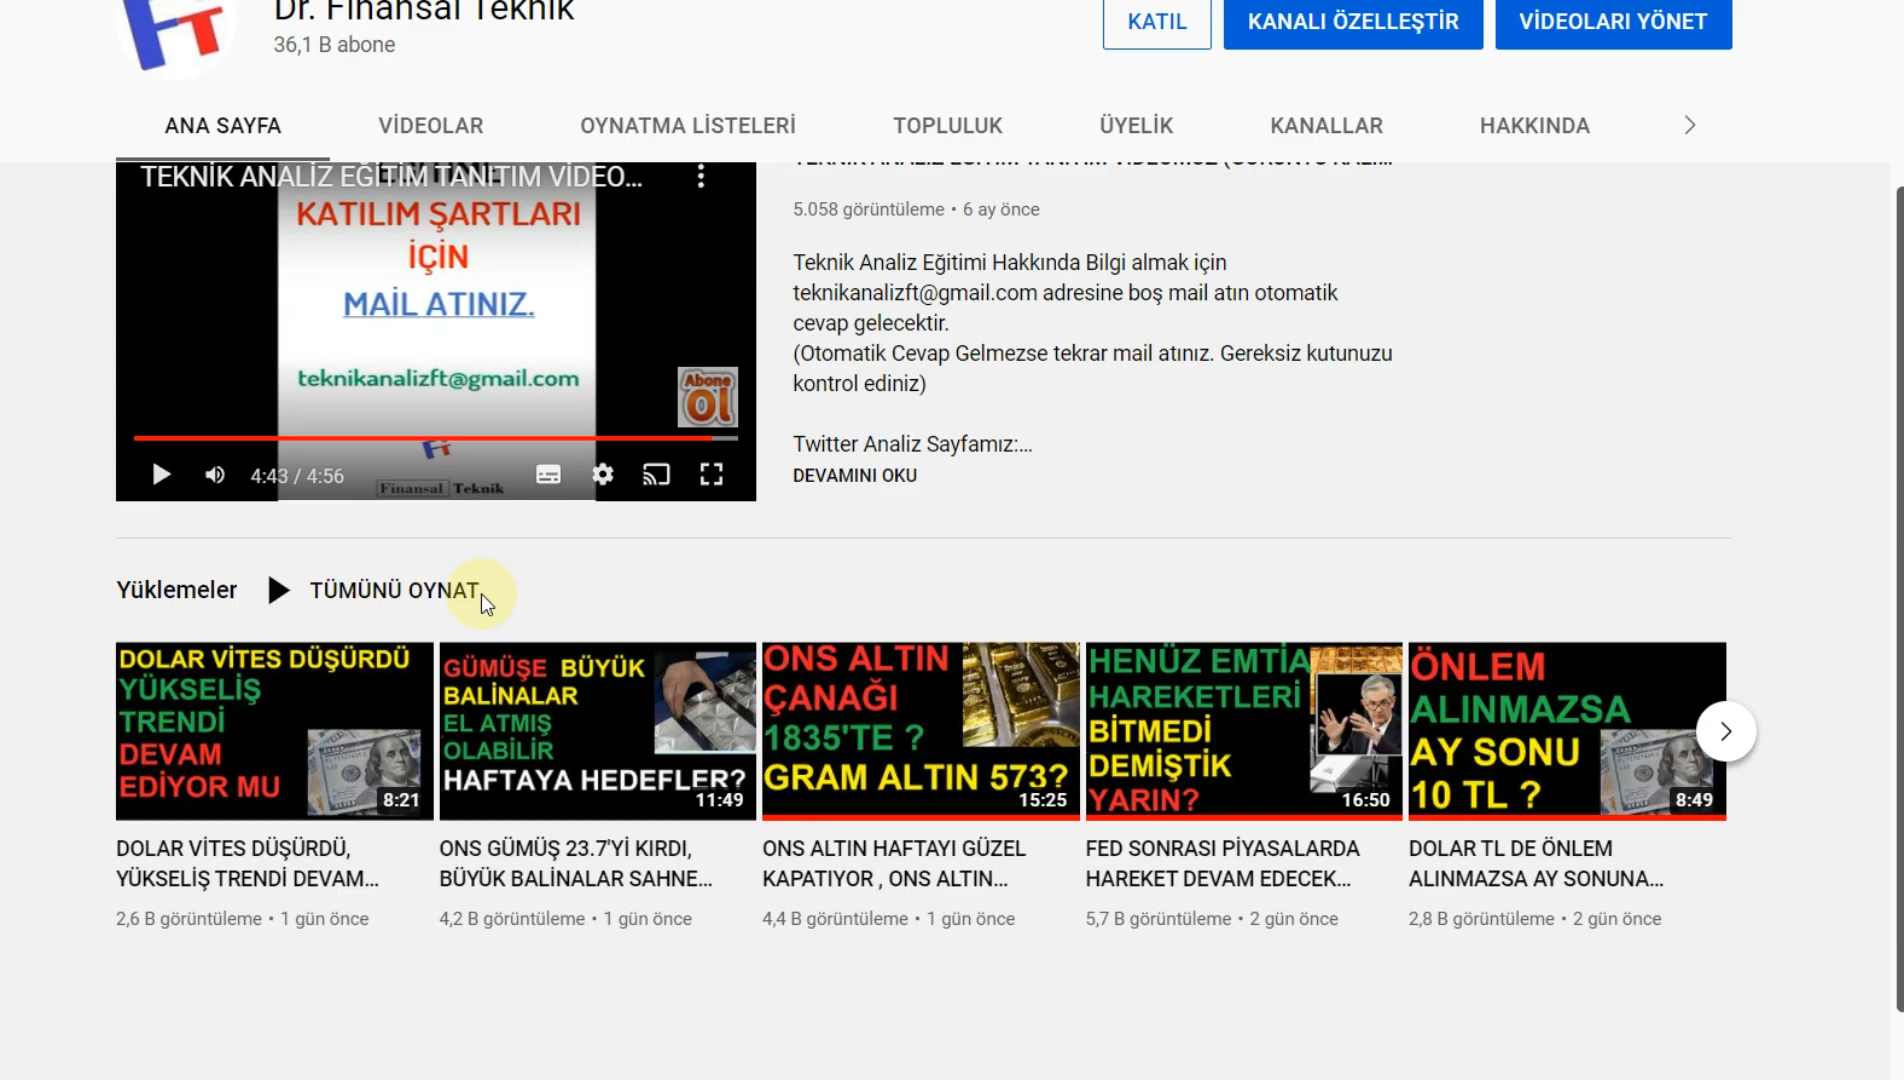 Dr. Finansal Teknik
36,1 B abone
KATIL
KANALI ÖZELLEŞTİR
VİDEOLARI YÖNET
ANA SAYFA
VİDEOLAR
OYNATMA LİSTELERİ
TOPLULUK
ÜYELİK
KANALLAR
HAKKINDA
TEKNİK ANALİZ EĞİTİM TANITIM VİDEO...
KATILIM ŞARTLARI
İÇİN
MAİL ATINIZ.
teknikanalizft@gmail.com
Abone
Ol
4:43 / 4:56
Finansal Teknik
5.058 görüntüleme • 6 ay önce
Teknik Analiz Eğitimi Hakkında Bilgi almak için
teknikanalizft@gmail.com adresine boş mail atın otomatik
cevap gelecektir.
(Otomatik Cevap Gelmezse tekrar mail atınız. Gereksiz kutunuzu
kontrol ediniz)
Twitter Analiz Sayfamız:...
DEVAMINI OKU
Yüklemeler
TÜMÜNÜ OYNAT
DOLAR VİTES DÜŞÜRDÜ
YÜKSELİŞ
TRENDİ
DEVAM
EDİYOR MU
8:21
DOLAR VİTES DÜŞÜRDÜ,
YÜKSELİŞ TRENDİ DEVAM...
2,6 B görüntüleme • 1 gün önce
GÜMÜŞE BÜYÜK
BALİNALAR
EL ATMIŞ
OLABİLİR
HAFTAYA HEDEFLER?
11:49
ONS GÜMÜŞ 23.7'Yİ KIRDI,
BÜYÜK BALİNALAR SAHNE...
4,2 B görüntüleme • 1 gün önce
ONS ALTIN
ÇANAĞI
1835'TE ?
GRAM ALTIN 573?
15:25
ONS ALTIN HAFTAYI GÜZEL
KAPATIYOR , ONS ALTIN...
4,4 B görüntüleme • 1 gün önce
HENÜZ EMTİA
HAREKETLERİ
BİTMEDİ
DEMİŞTİK
YARIN?
16:50
FED SONRASI PİYASALARDA
HAREKET DEVAM EDECEK...
5,7 B görüntüleme • 2 gün önce
ÖNLEM
ALINMAZSA
AY SONU
10 TL ?
8:49
DOLAR TL DE ÖNLEM
ALINMAZSA AY SONUNA...
2,8 B görüntüleme • 2 gün önce